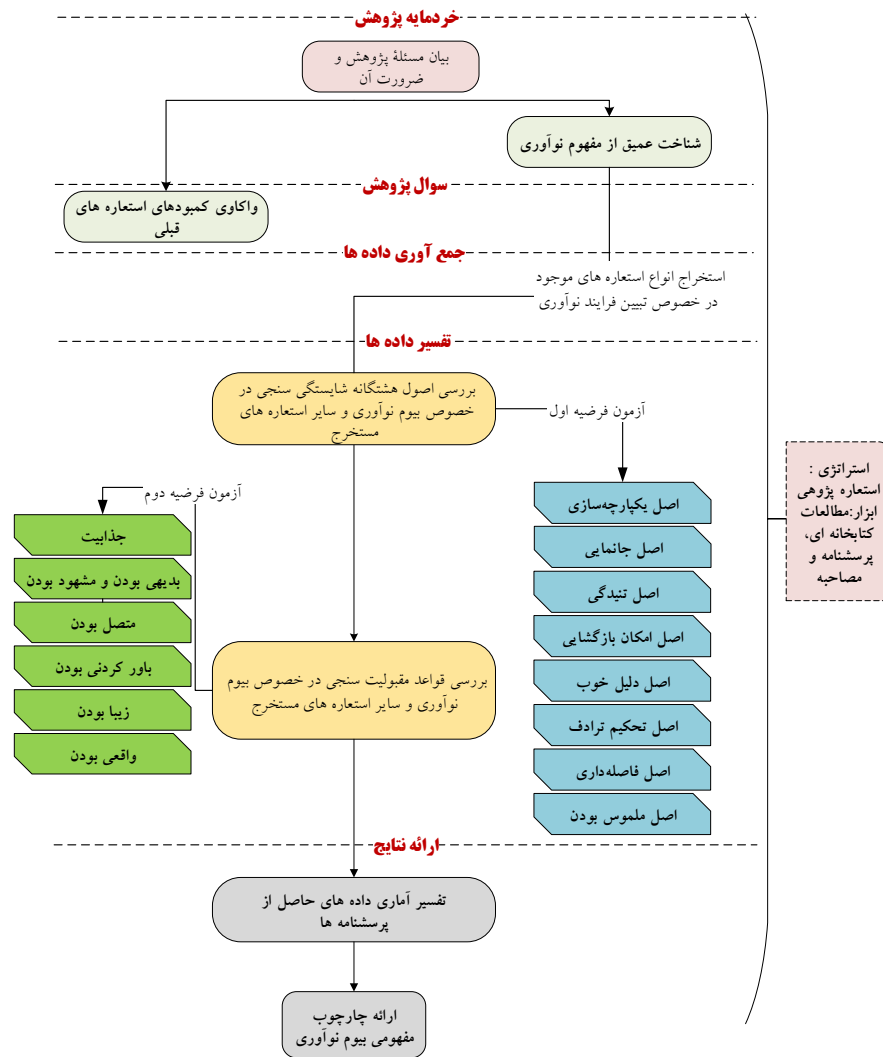 خردمایه پژوهش
بیان مسئلۀ پژوهش و
ضرورت آن
شناخت عمیق از مفهوم نوآوری
سوال پژوهش
واکاوی کمبودهای استعاره های
قبلی
جمع آوری داده ها
استخراج انواع استعاره های موجود
در خصوص تبیین فرایند نوآوری
تفسیر داده ها
بررسی اصول هشتگانه شایستگی سنجی در
خصوص بیوم نوآوری و سایر استعاره های
مستخرج
آزمون فرضیه اول
اصل یکپارچه‌سازی
اصل جانمایی
اصل تنیدگی
اصل امکان بازگشایی
اصل دلیل خوب
اصل تحکیم ترادف
اصل فاصله‌داری
اصل ملموس بودن
استراتژی :
استعاره پژوهی
ابزار:مطالعات
کتابخانه ای،
پرسشنامه و
مصاحبه
آزمون فرضیه دوم
جذابیت
بدیهی بودن و مشهود بودن
متصل بودن
باور کردنی بودن
زیبا بودن
واقعی بودن
بررسی قواعد مقبولیت سنجی در خصوص بیوم
نوآوری و سایر استعاره های مستخرج
ارائه نتایج
تفسیر آماری داده های حاصل از
پرسشنامه ها
ارائه چارچوب
مفهومی بیوم نوآوری